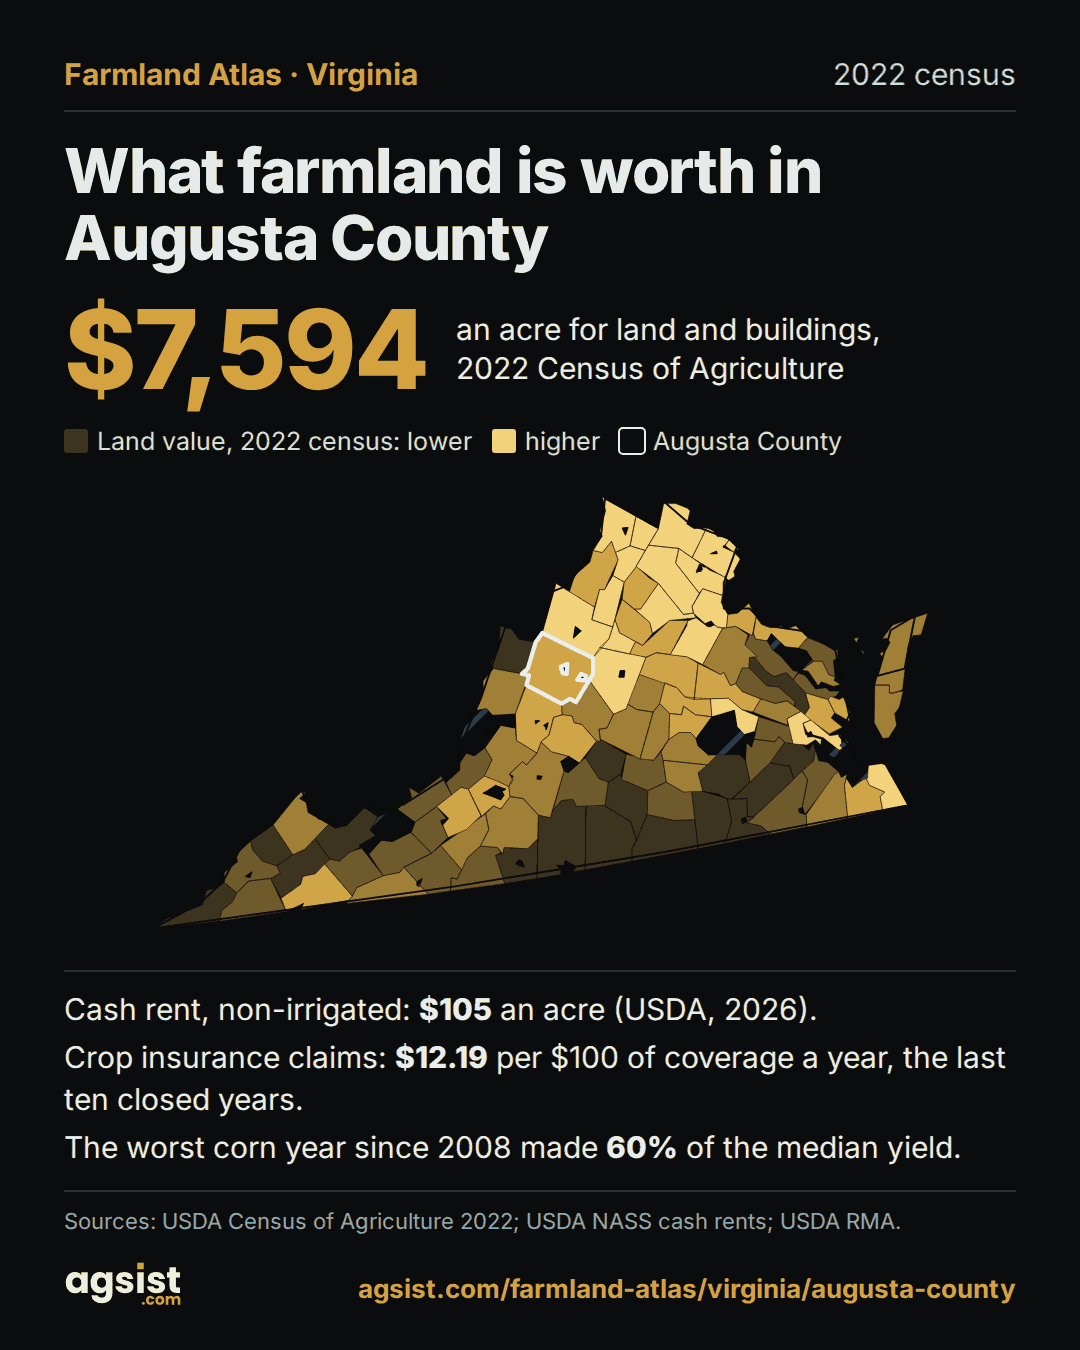 Farmland Atlas · Virginia
2022 census
What farmland is worth in
Augusta County
$7,594
an acre for land and buildings,
2022 Census of Agriculture
Land value, 2022 census: lower
higher
Augusta County
Cash rent, non-irrigated: $105 an acre (USDA, 2026).
Crop insurance claims: $12.19 per $100 of coverage a year, the last
ten closed years.
The worst corn year since 2008 made 60% of the median yield.
Sources: USDA Census of Agriculture 2022; USDA NASS cash rents; USDA RMA.
agsist
.com
agsist.com/farmland-atlas/virginia/augusta-county